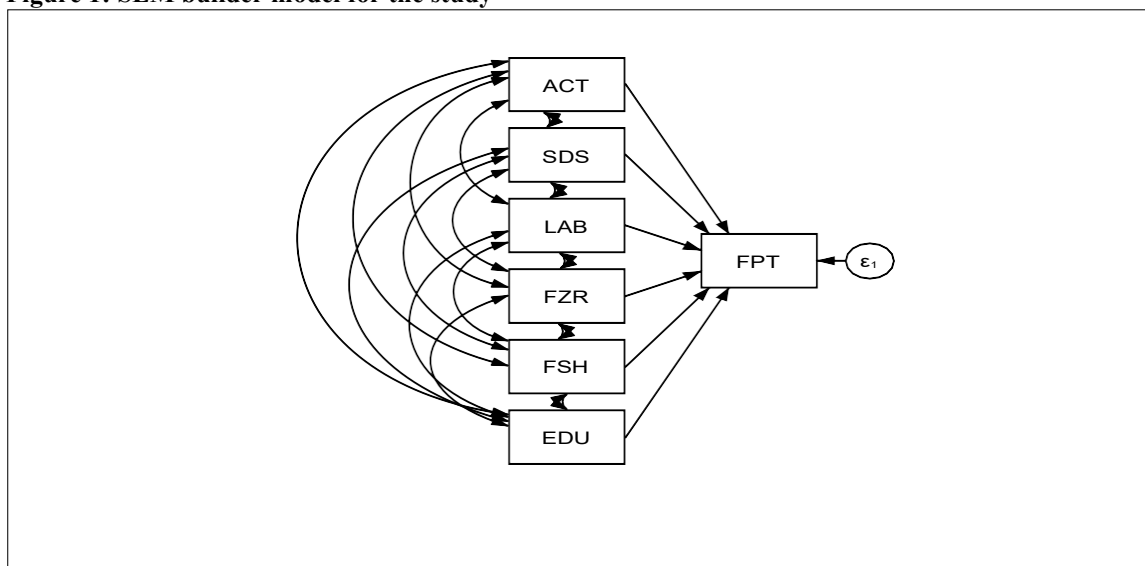 Figure 1: SEM builder model for the study
ACT
SDS
LAB
FZR
FSH
EDU
FPT
ε₁